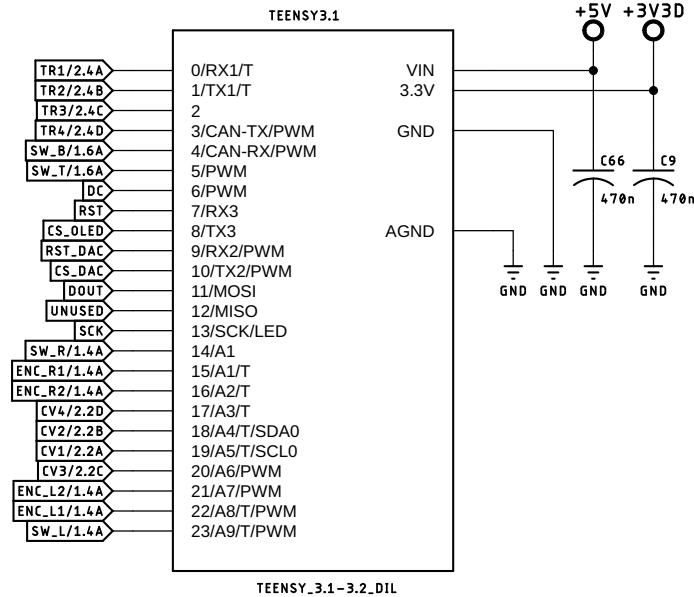 TEENSY3.1
+5V +3V3D
TR1/2.4A 0/RX1/T VIN
TR2/2.4B 1/TX1/T 3.3V
TR3/2.4C 2
TR4/2.4D 3/CAN-TX/PWM GND
SW_B/1.6A 4/CAN-RX/PWM
SW_T/1.6A 5/PWM C66 C9
DC 6/PWM 470n 470n
RST 7/RX3
CS_OLED 8/TX3 AGND
RST_DAC 9/RX2/PWM
CS_DAC 10/TX2/PWM
DOUT 11/MOSI GND GND GND GND
UNUSED 12/MISO
SCK 13/SCK/LED
SW_R/1.4A 14/A1
ENC_R1/1.4A 15/A1/T
ENC_R2/1.4A 16/A2/T
CV4/2.2D 17/A3/T
CV2/2.2B 18/A4/T/SDA0
CV1/2.2A 19/A5/T/SCL0
CV3/2.2C 20/A6/PWM
ENC_L2/1.4A 21/A7/PWM
ENC_L1/1.4A 22/A8/T/PWM
SW_L/1.4A 23/A9/T/PWM
TEENSY_3.1-3.2_DIL